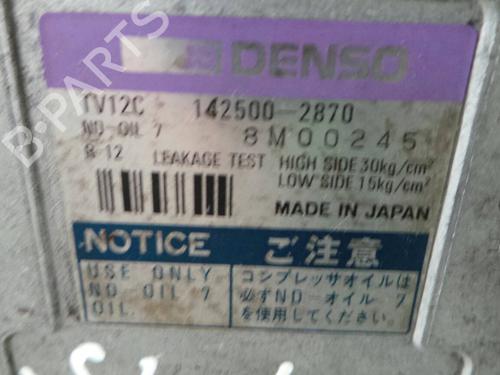 DENSO
TV12C 142500-2870
ND-OIL 7 8M00245
R-12 LEAKAGE TEST HIGH SIDE 30kg/cm²
LOW SIDE 15kg/cm²
MADE IN JAPAN
NOTICE
USE ONLY
ND-OIL 7
OIL.
ご注意
コンプレッサオイルは
必ずND-オイル 7
を使用してください。
B-PARTS